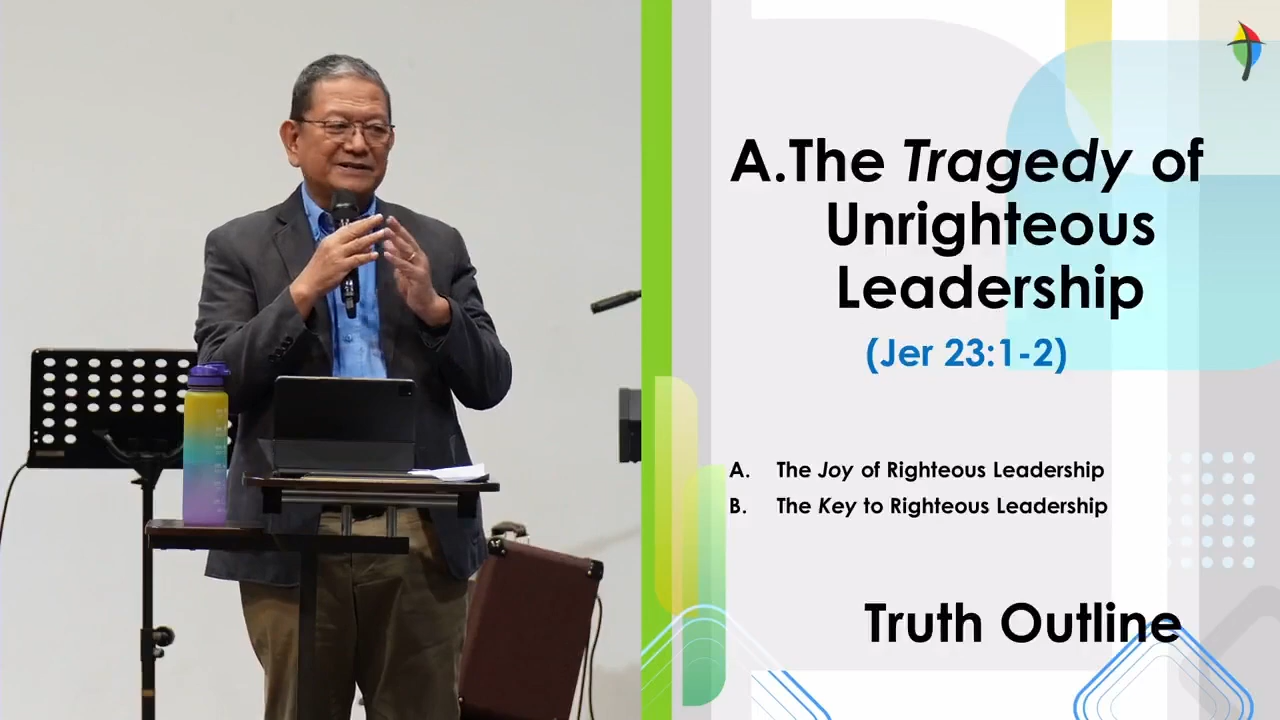 A.The Tragedy of
Unrighteous
Leadership
(Jer 23:1-2)
A. The Joy of Righteous Leadership
B. The Key to Righteous Leadership
Truth Outline